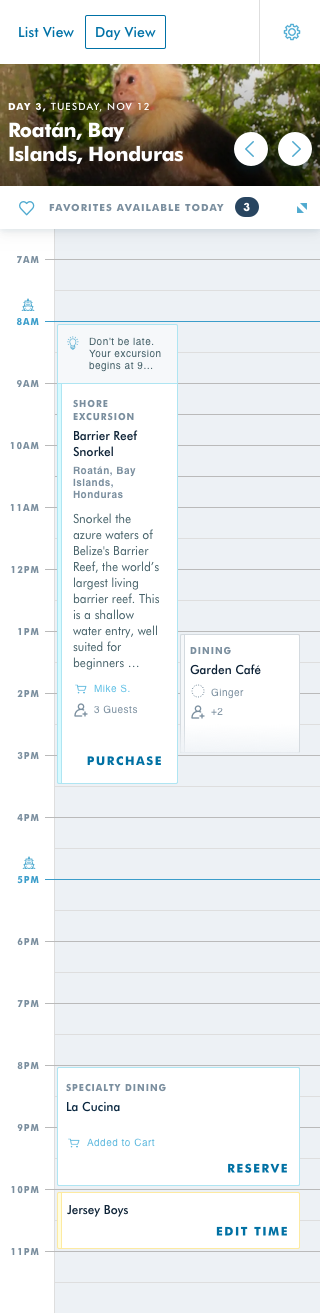 List View
Day View
DAY 3, TUESDAY, NOV 12
Roatán, Bay
Islands, Honduras
FAVORITES AVAILABLE TODAY 3
7AM
8AM
Don't be late.
Your excursion
begins at 9...
9AM
SHORE
EXCURSION
Barrier Reef
Snorkel
10AM
Roatán, Bay
Islands,
Honduras
11AM
Snorkel the
azure waters of
Belize's Barrier
Reef, the world's
largest living
barrier reef. This
is a shallow
water entry, well
suited for
beginners ...
12PM
1PM
Mike S.
3 Guests
PURCHASE
DINING
Garden Café
Ginger
+2
2PM
3PM
4PM
5PM
6PM
7PM
8PM
SPECIALTY DINING
La Cucina
9PM
Added to Cart
RESERVE
10PM
Jersey Boys
EDIT TIME
11PM